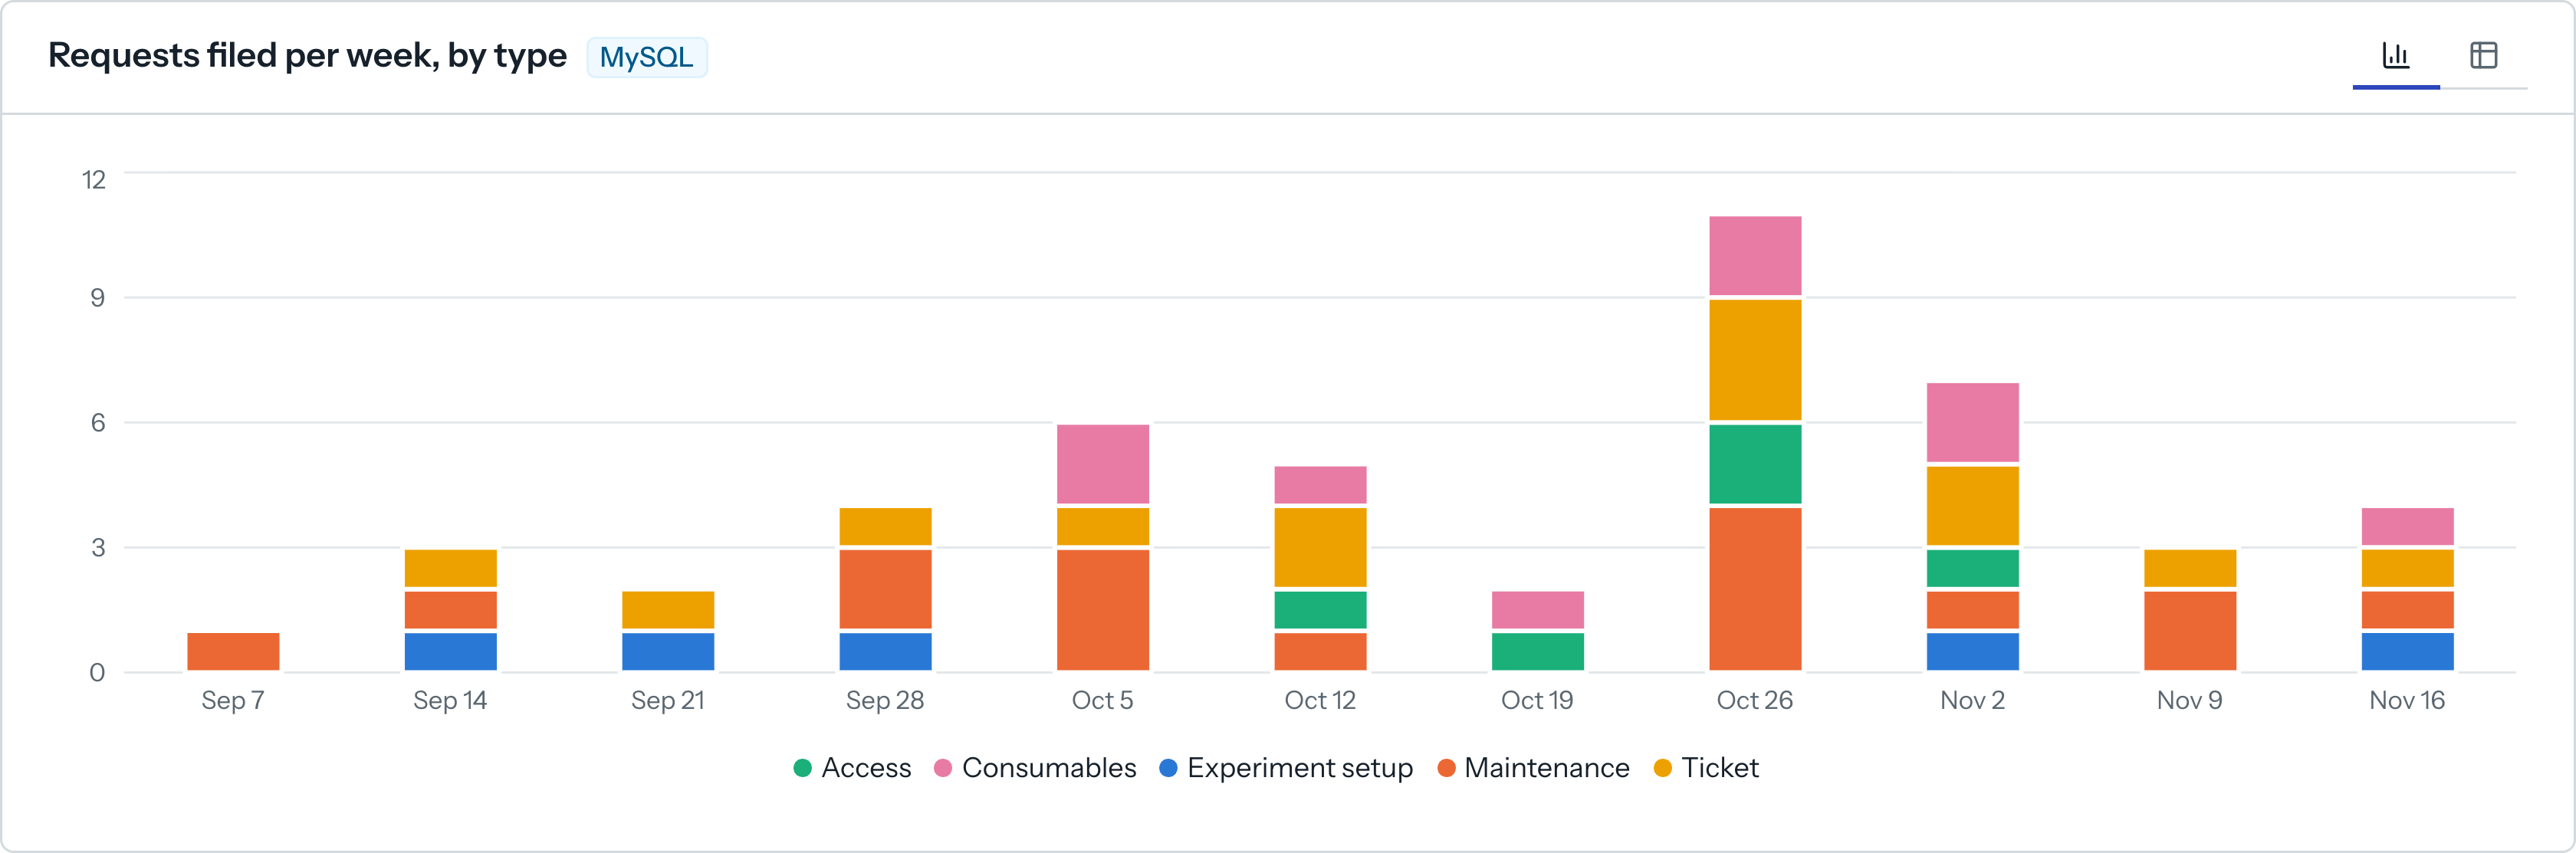 Requests filed per week, by type MySQL
12
9
6
3
0
Sep 7 Sep 14 Sep 21 Sep 28 Oct 5 Oct 12 Oct 19 Oct 26 Nov 2 Nov 9 Nov 16
Access Consumables Experiment setup Maintenance Ticket